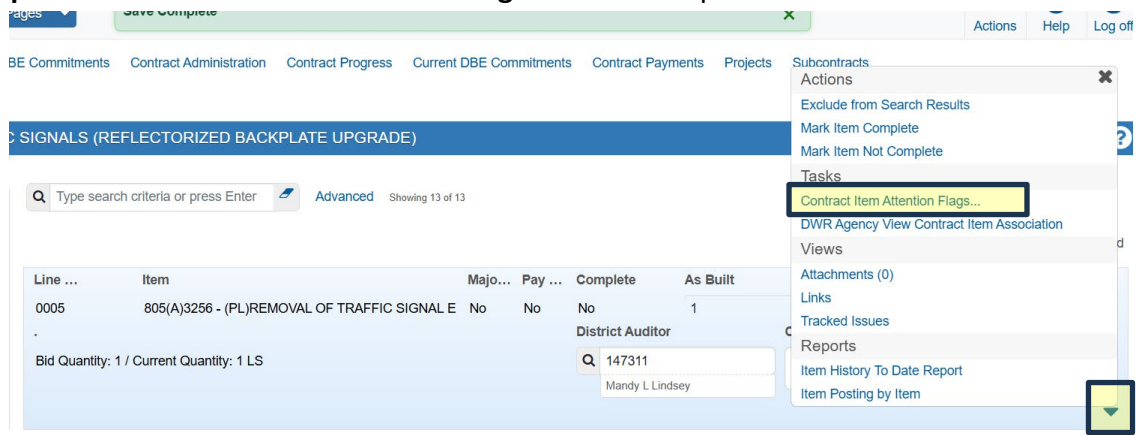 Pages
Save Complete
Actions Help Log off
BE Commitments Contract Administration Contract Progress Current DBE Commitments Contract Payments Projects Subcontracts
C SIGNALS (REFLECTORIZED BACKPLATE UPGRADE)
Type search criteria or press Enter Advanced Showing 13 of 13
Line ... Item Majo... Pay ... Complete As Built
0005 805(A)3256 - (PL)REMOVAL OF TRAFFIC SIGNAL E No No No 1
.
District Auditor
Bid Quantity: 1 / Current Quantity: 1 LS
147311
Mandy L Lindsey
Actions
Exclude from Search Results
Mark Item Complete
Mark Item Not Complete
Tasks
Contract Item Attention Flags...
DWR Agency View Contract Item Association
Views
Attachments (0)
Links
Tracked Issues
Reports
Item History To Date Report
Item Posting by Item